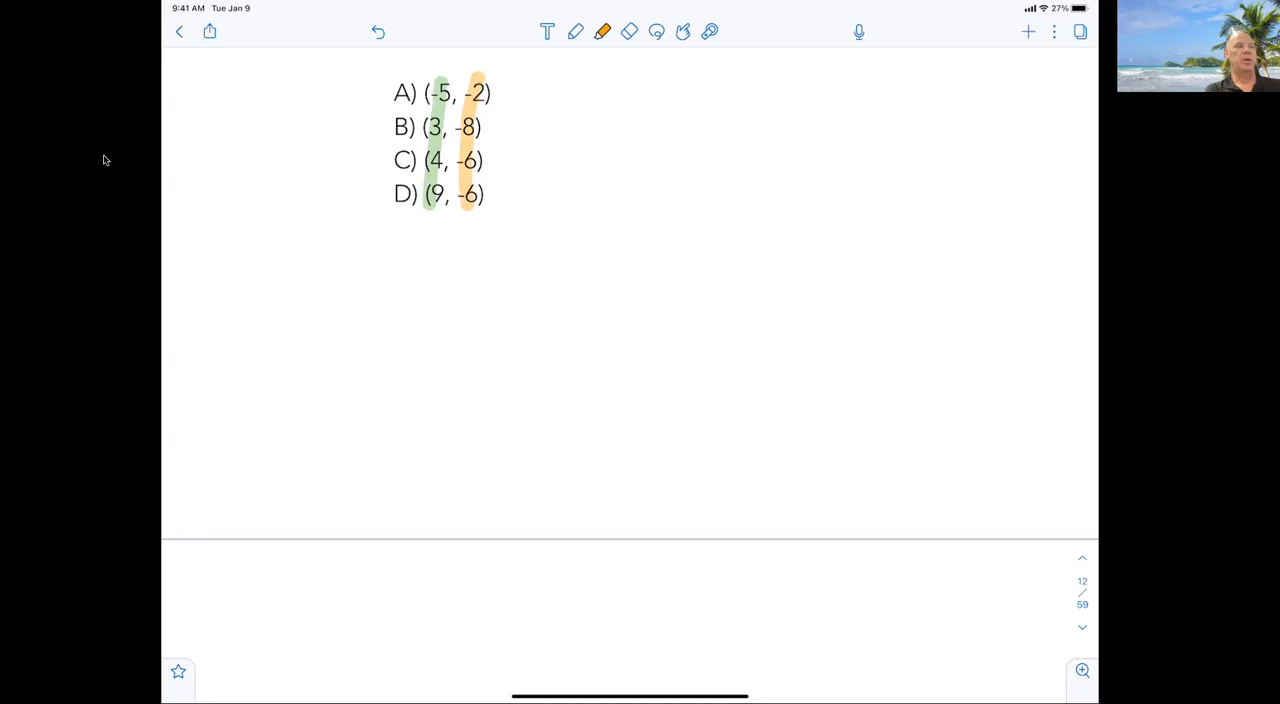 9:41 AM Tue Jan 9
27%
A) (-5, -2)
B) (3, -8)
C) (4, -6)
D) (9, -6)
12
/
59